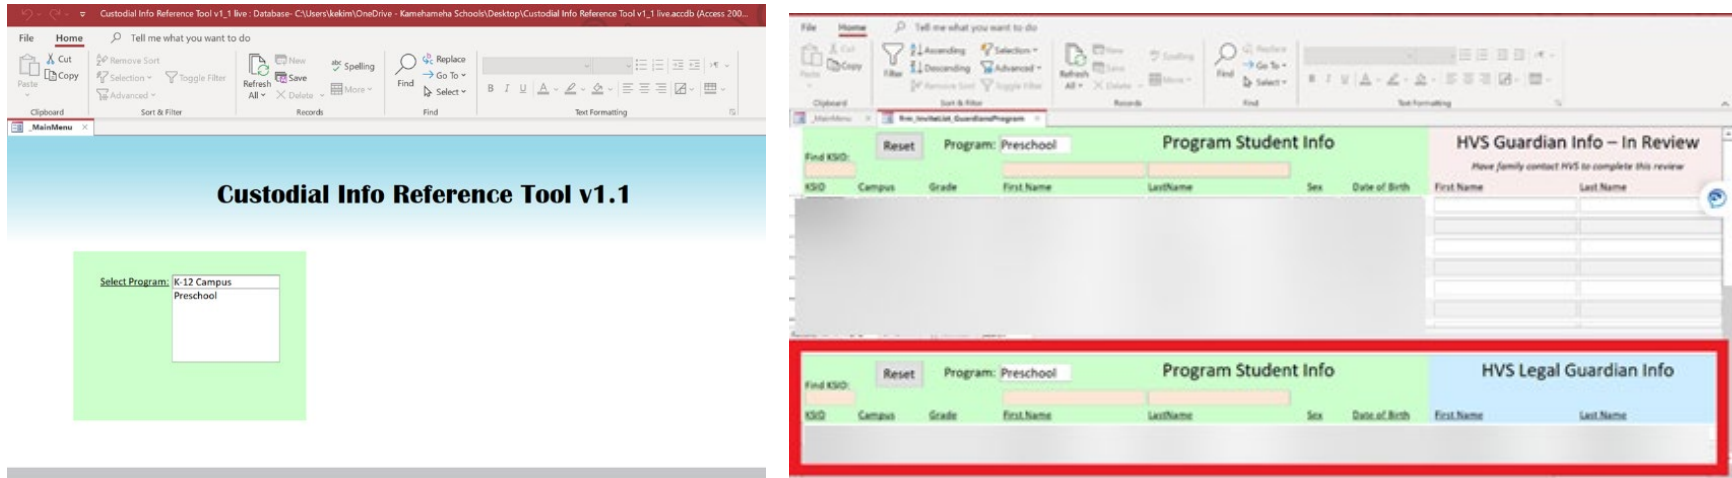 Custodial Info Reference Tool v1_1 live : Database- C:\Users\kekim\OneDrive - Kamehameha Schools\Desktop\Custodial Info Reference Tool v1_1 live.accdb (Access 200...
File Home Tell me what you want to do
Paste
Cut
Copy
Clipboard
Remove Sort
Selection
Advanced
Toggle Filter
Sort & Filter
Refresh
All
New
Save
Delete
Spelling
More
Records
Find
Replace
Go To
Select
Find
B I U A
Text Formatting
_MainMenu
Custodial Info Reference Tool v1.1
Select Program: K-12 Campus
Preschool
File Home Tell me what you want to do
Paste
Cut
Copy
Clipboard
Filter
Ascending
Descending
Remove Sort
Selection
Advanced
Toggle Filter
Sort & Filter
Refresh
All
New
Save
Delete
Spelling
More
Records
Find
Replace
Go To
Select
Find
B I U A
Text Formatting
_MainMenu frm_InviteList_GuardiansProgram
Find KSID: Reset Program: Preschool Program Student Info HVS Guardian Info – In Review
Have family contact HVS to complete this review
KSID Campus Grade First Name LastName Sex Date of Birth First Name Last Name
Find KSID: Reset Program: Preschool Program Student Info HVS Legal Guardian Info
KSID Campus Grade First Name LastName Sex Date of Birth First Name Last Name